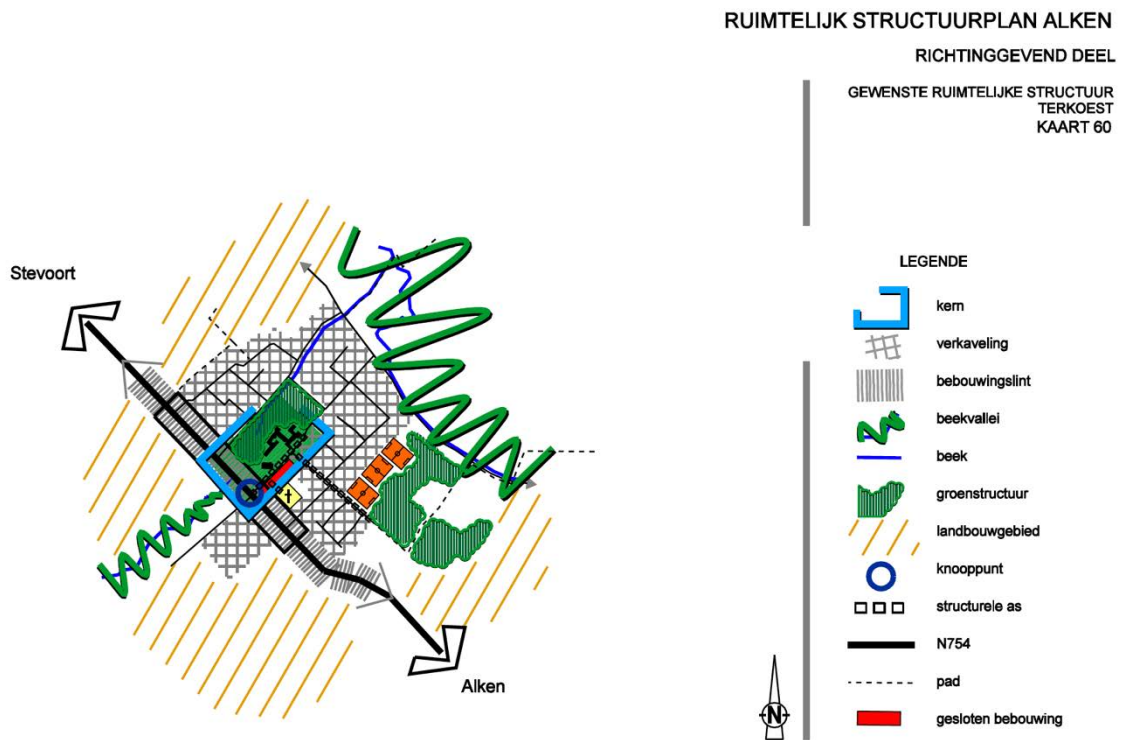 RUIMTELIJK STRUCTUURPLAN ALKEN
RICHTINGGEVEND DEEL
GEWENSTE RUIMTELIJKE STRUCTUUR
TERKOEST
KAART 60
Stevoort
Alken
LEGENDE
kern
verkaveling
bebouwingslint
beekvallei
beek
groenstructuur
landbouwgebied
knooppunt
structurele as
N754
pad
gesloten bebouwing
N